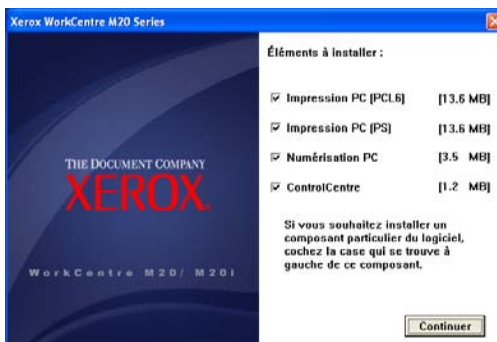 Xerox WorkCentre M20 Series
Éléments à installer :
Impression PC (PCL6) [13.6 MB]
Impression PC (PS) [13.6 MB]
Numérisation PC [3.5 MB]
ControlCentre [1.2 MB]
THE DOCUMENT COMPANY
XEROX.
WorkCentre M20/ M20i
Si vous souhaitez installer un
composant particulier du logiciel,
cochez la case qui se trouve à
gauche de ce composant.
Continuer